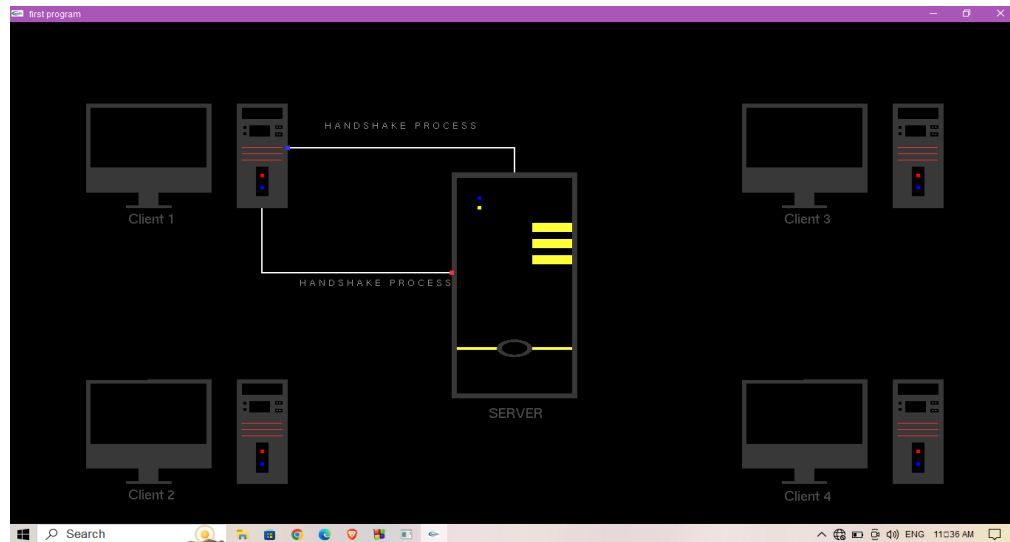 first program
HANDSHAKE PROCESS
Client 1
Client 3
HANDSHAKE PROCESS
SERVER
Client 2
Client 4
Search
ENG 11□36 AM